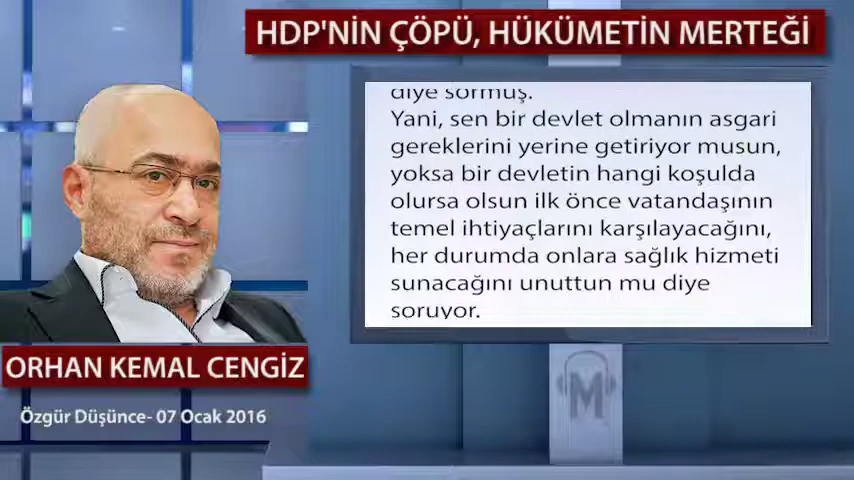 HDP'NİN ÇÖPÜ, HÜKÜMETİN MERTEĞİ
diye sormuş.
Yani, sen bir devlet olmanın asgari
gereklerini yerine getiriyor musun,
yoksa bir devletin hangi koşulda
olursa olsun ilk önce vatandaşının
temel ihtiyaçlarını karşılayacağını,
her durumda onlara sağlık hizmeti
sunacağını unuttun mu diye
soruyor.
ORHAN KEMAL CENGİZ
Özgür Düşünce- 07 Ocak 2016
M